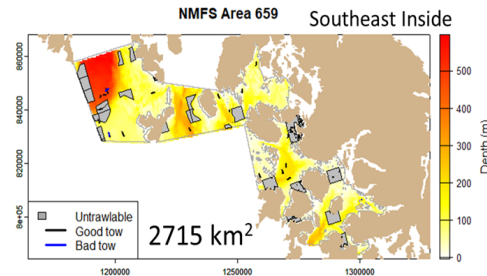 NMFS Area 659
Southeast Inside
860000
840000
820000
8e+05
Untrawlable
Good tow
Bad tow
2715 km²
1200000
1250000
1300000
500
400
300
200
100
0
Depth (m)